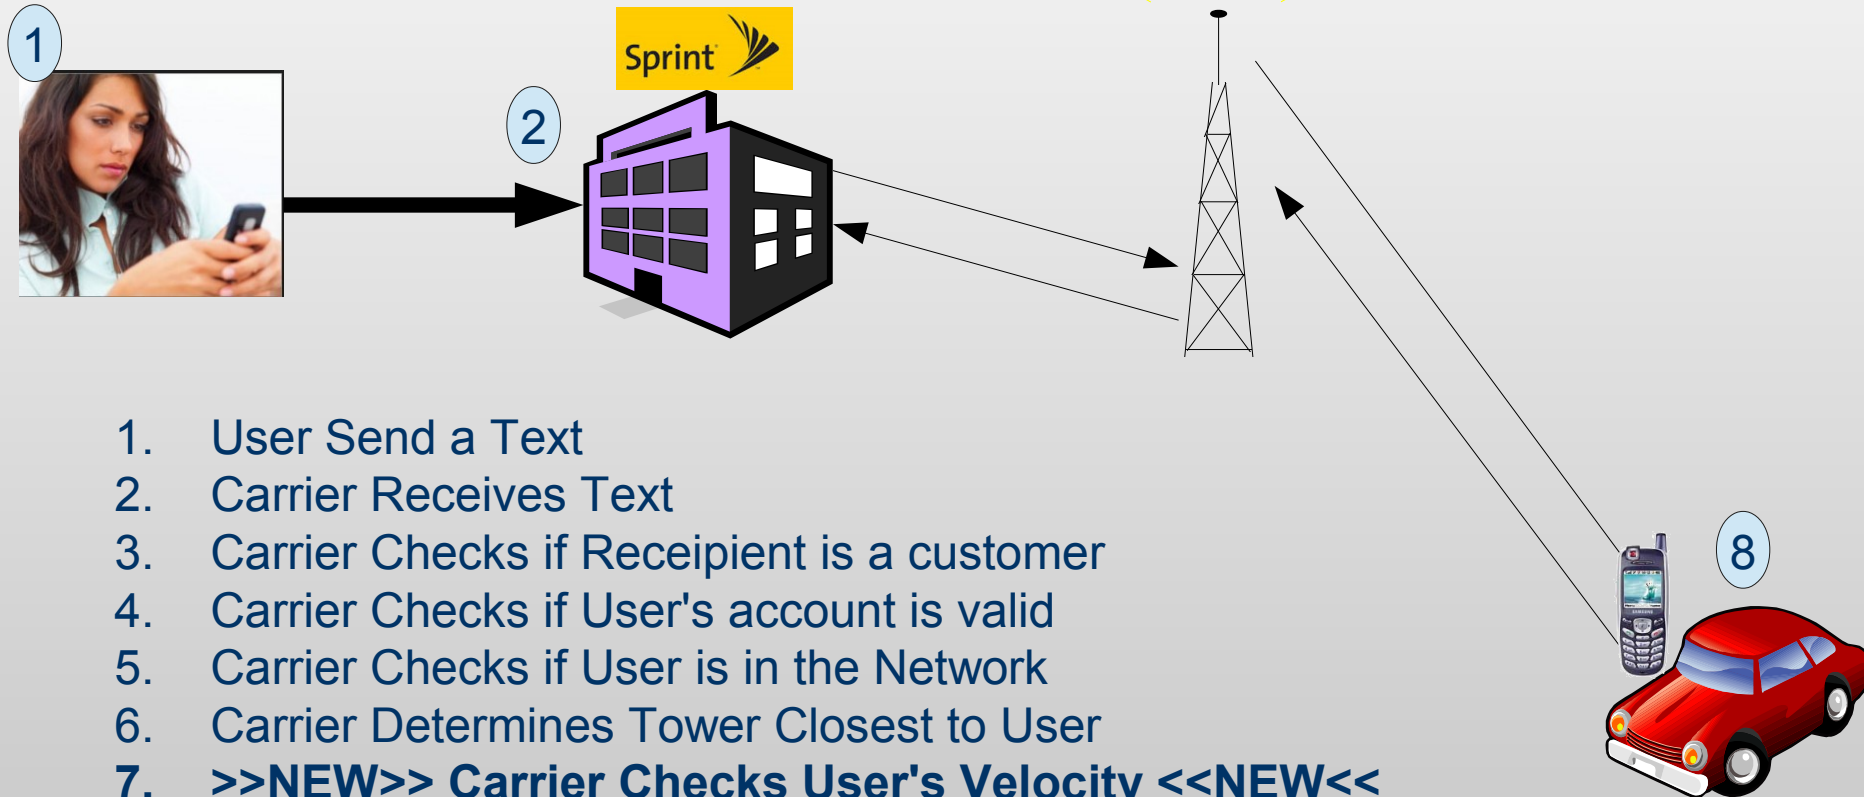 1
Sprint
2
8
1. User Send a Text
2. Carrier Receives Text
3. Carrier Checks if Receipient is a customer
4. Carrier Checks if User's account is valid
5. Carrier Checks if User is in the Network
6. Carrier Determines Tower Closest to User
7. >>NEW>> Carrier Checks User's Velocity <<NEW<<